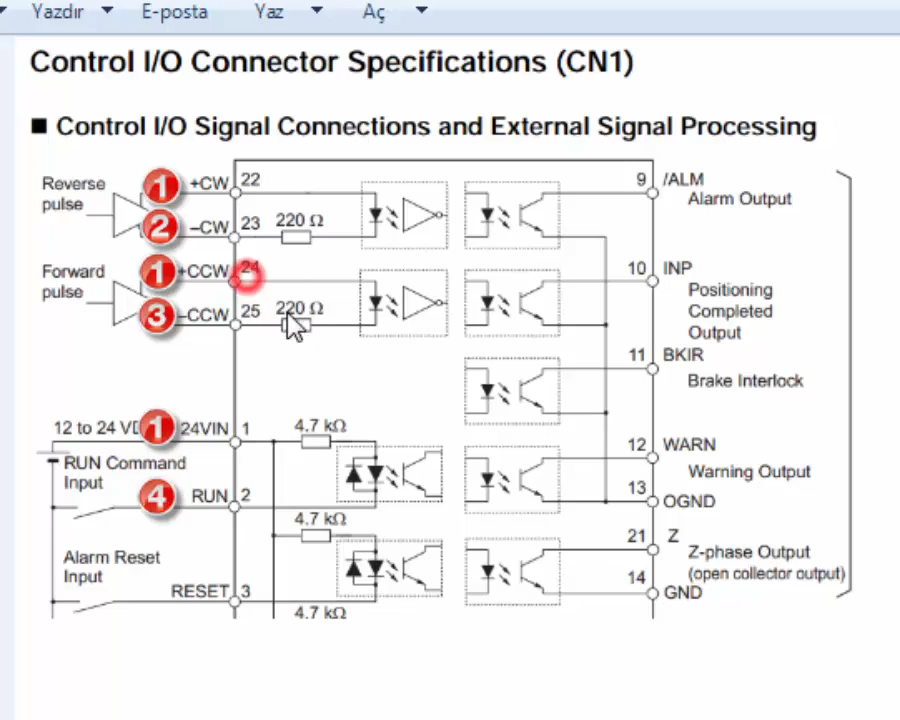 Yazdır E-posta Yaz Aç
Control I/O Connector Specifications (CN1)
■ Control I/O Signal Connections and External Signal Processing
Reverse pulse
1 +CW 22
2 –CW 23 220 Ω
Forward pulse
1 +CCW 24
3 –CCW 25 220 Ω
12 to 24 VD 1 24VIN 1 4.7 kΩ
RUN Command Input
4 RUN 2
4.7 kΩ
Alarm Reset Input
RESET 3
4.7 kΩ
9 /ALM
Alarm Output
10 INP
Positioning
Completed
Output
11 BKIR
Brake Interlock
12 WARN
Warning Output
13 OGND
21 Z
Z-phase Output
(open collector output)
14 GND